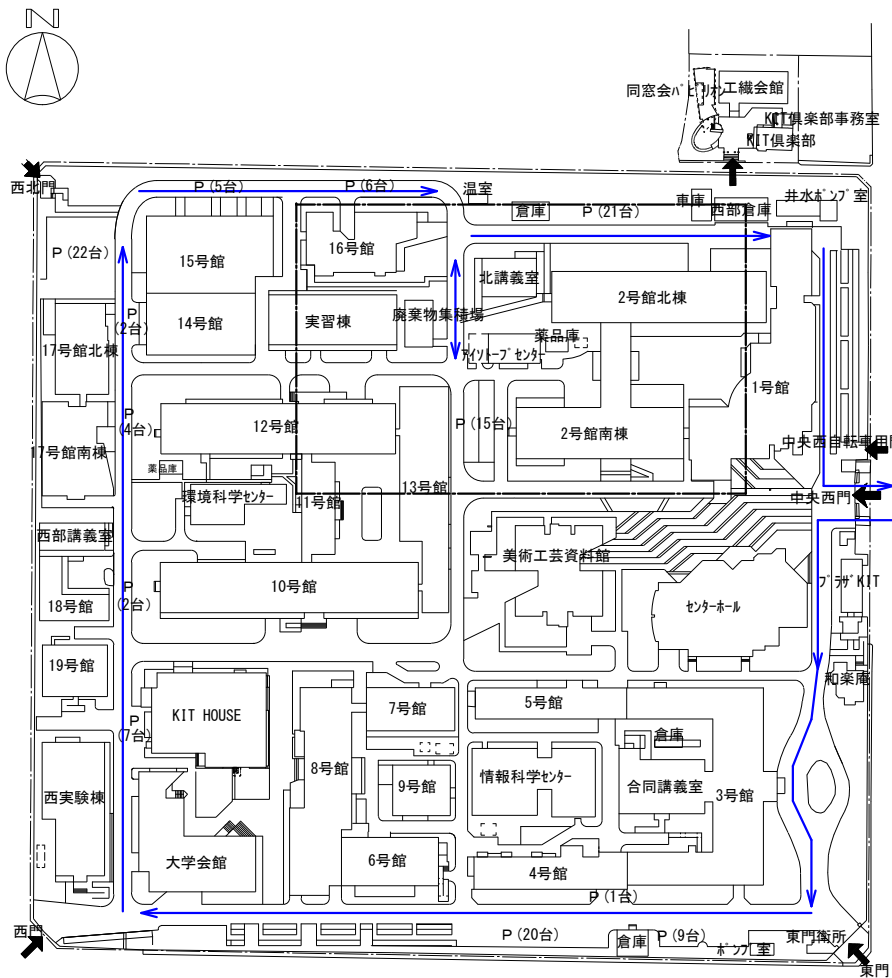 N
同窓会パビリオン
工繊会館
KIT倶楽部事務室
KIT倶楽部
西北門
P (5台)
P (6台)
温室
倉庫
P (21台)
車庫
西部倉庫
井水ポンプ室
P (22台)
15号館
16号館
北講義室
2号館北棟
P
(2台)
14号館
実習棟
廃棄物集積場
薬品庫
アイソトープセンター
17号館北棟
1号館
P
(4台)
12号館
P (15台)
2号館南棟
中央西自転車用門
17号館南棟
薬品庫
環境科学センター
11号館
13号館
中央西門
西部講義室
美術工芸資料館
P
(2台)
10号館
センターホール
プラザKIT
18号館
19号館
和楽庵
KIT HOUSE
7号館
5号館
P
(7台)
倉庫
8号館
9号館
情報科学センター
合同講義室
3号館
西実験棟
大学会館
6号館
4号館
P (1台)
西門
P (20台)
倉庫
P (9台)
ポンプ室
東門衛所
東門